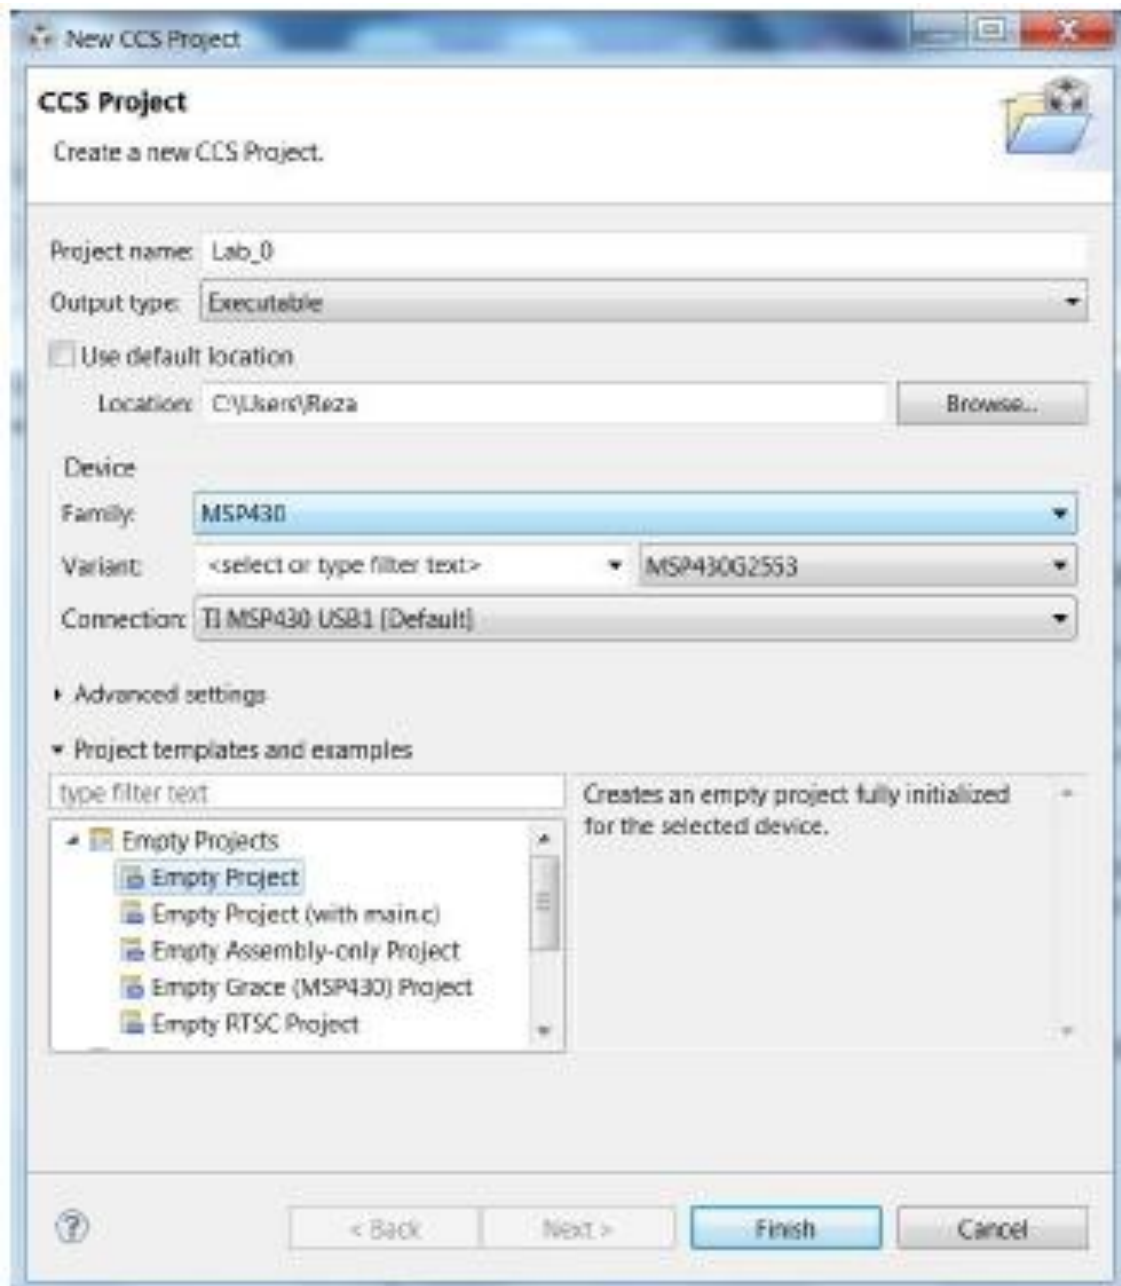 New CCS Project
CCS Project
Create a new CCS Project.
Project name: Lab_0
Output type: Executable
Use default location
Location: C:\Users\Reza Browse...
Device
Family: MSP430
Variant: <select or type filter text> MSP430G2553
Connection: TI MSP430 USB1 [Default]
Advanced settings
Project templates and examples
type filter text
Creates an empty project fully initialized
for the selected device.
Empty Projects
Empty Project
Empty Project (with main.c)
Empty Assembly-only Project
Empty Grace (MSP430) Project
Empty RTSC Project
? < Back Next > Finish Cancel